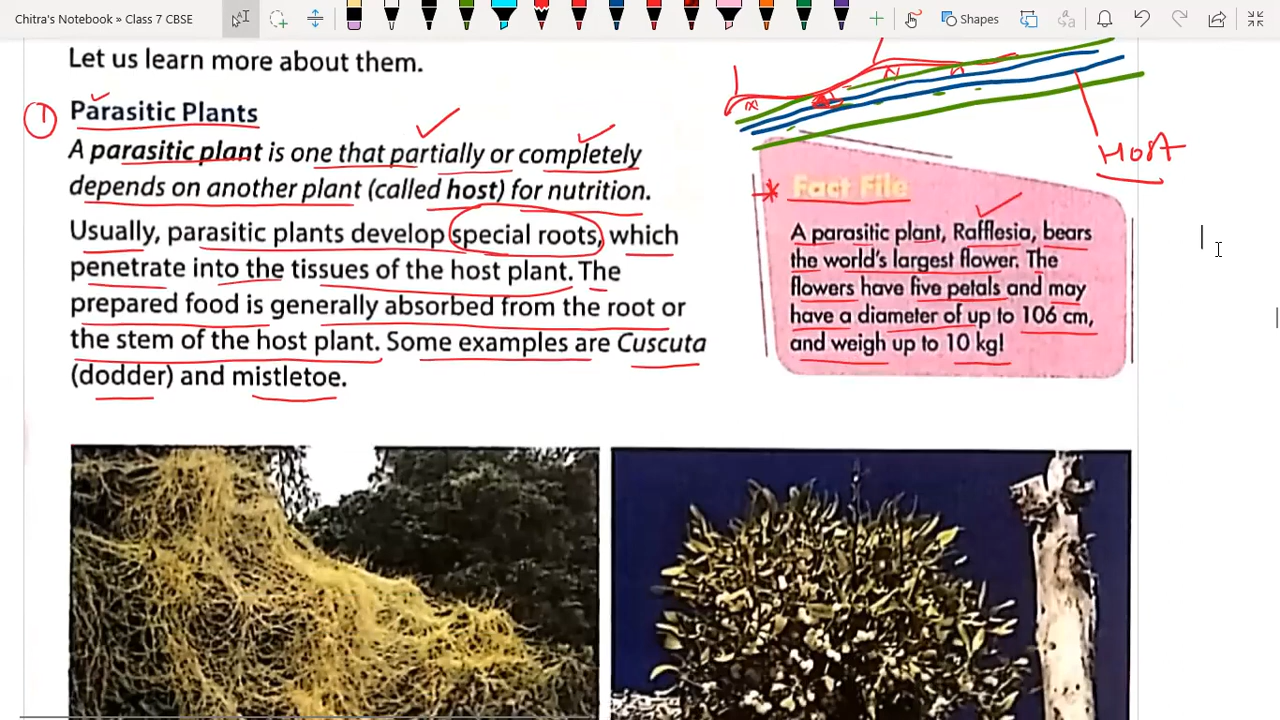 Chitra's Notebook » Class 7 CBSE
Shapes
Let us learn more about them.
1 Parasitic Plants
A parasitic plant is one that partially or completely
depends on another plant (called host) for nutrition.
Usually, parasitic plants develop special roots, which
penetrate into the tissues of the host plant. The
prepared food is generally absorbed from the root or
the stem of the host plant. Some examples are Cuscuta
(dodder) and mistletoe.
HOST
Fact File
A parasitic plant, Rafflesia, bears
the world's largest flower. The
flowers have five petals and may
have a diameter of up to 106 cm,
and weigh up to 10 kg!